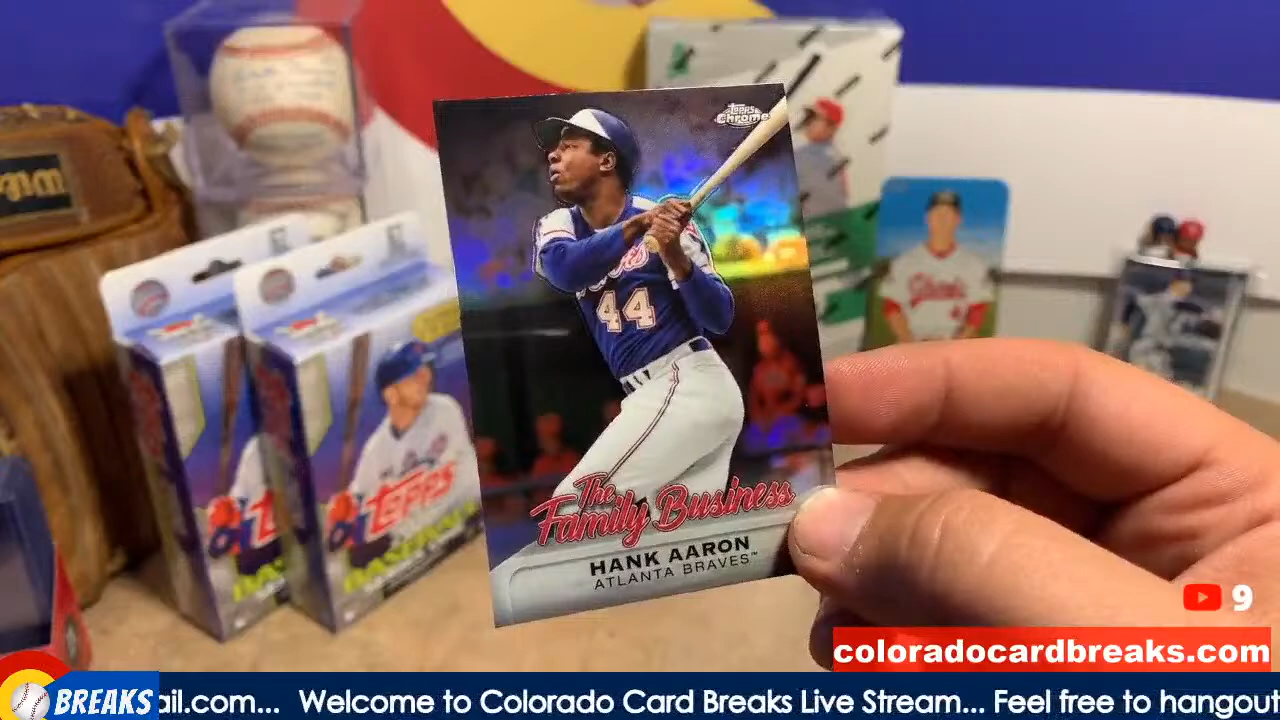 Topps
Chrome
44
The
Family Business
HANK AARON
ATLANTA BRAVES™
TOPPS
9
coloradocardbreaks.com
BREAKS
ail.com... Welcome to Colorado Card Breaks Live Stream... Feel free to hangout